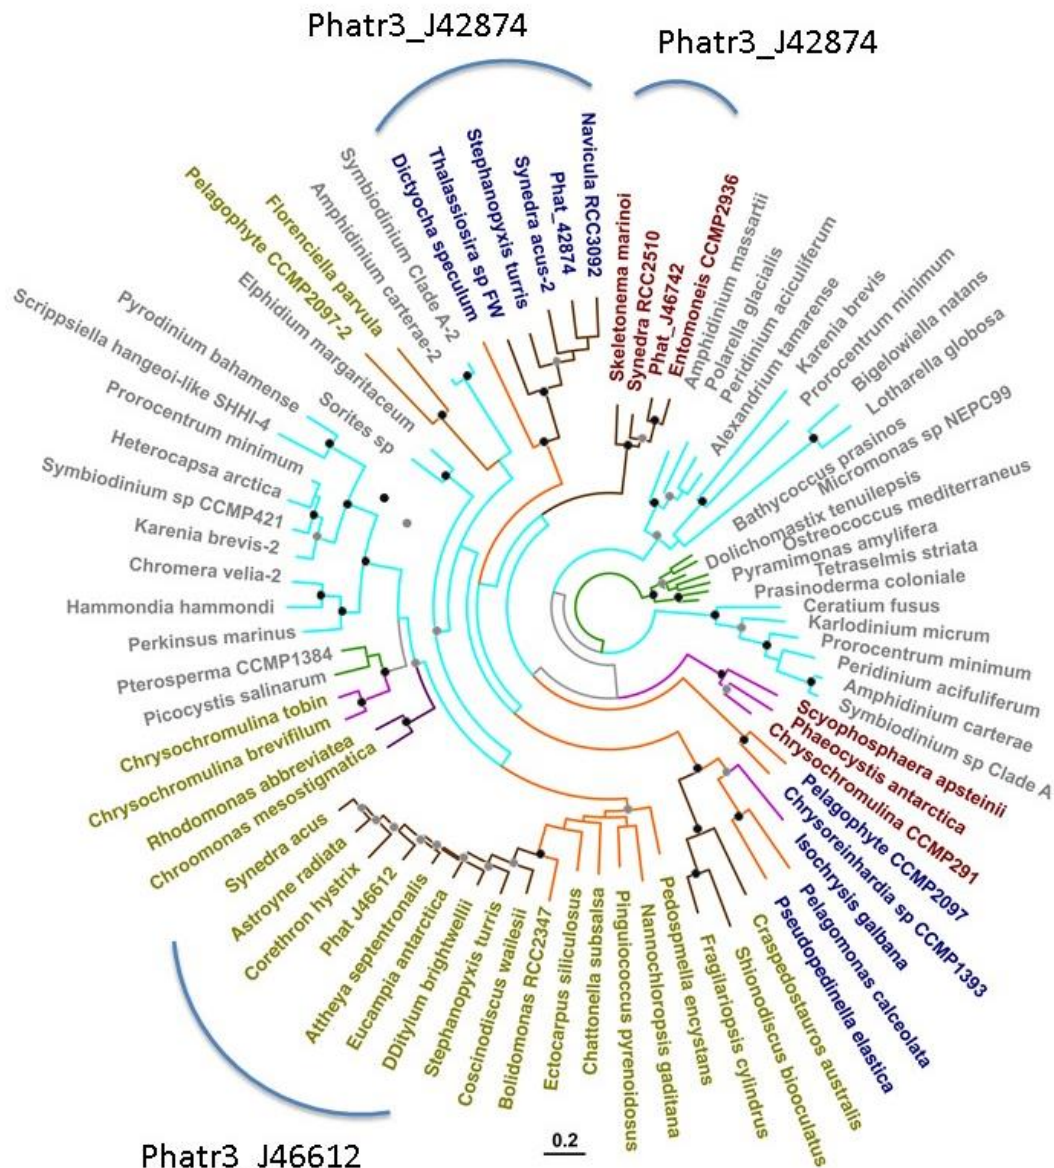 Phatr3_J42874
Phatr3_J42874
Pelagophyte CCMP2097-2
Florenciella parvula
Amphidinium carterae-2
Symbiodinium Clade A-2
Dictyocha speculum
Thalassiosira sp FW
Stephanopyxis turris
Synedra acus-2
Phat_42874
Navicula RCC3092
Skeletonema marinoi
Synedra RCC2510
Phat_J46742
Entomoneis CCMP2936
Amphidinium massartii
Polarella glacialis
Peridinium aciculiferum
Alexandrium tamarense
Karenia brevis
Prorocentrum minimum
Bigelowiella natans
Lotharella globosa
Bathycoccus prasinos
Micromonas sp NEPC99
Dolichomastix tenuilepsis
Ostreococcus mediterraneus
Pyramimonas amylifera
Tetraselmis striata
Prasinoderma coloniale
Ceratium fusus
Karlodinium micrum
Prorocentrum minimum
Peridinium acifuliferum
Amphidinium carterae
Symbiodinium sp Clade A
Scyophosphaera apsteinii
Phaeocystis antarctica
Chrysochromulina CCMP291
Pelagophyte CCMP2097
Chrysoreinhardia sp CCMP1393
Isochrysis galbana
Pelagomonas calceolata
Pseudopedinella elastica
Craspedostauros australis
Shionodiscus biooculatus
Fragilariopsis cylindrus
Pedospmella encystans
Nannochloropsis gaditana
Pinguiococcus pyrenoidosus
Chattonella subsalsa
Ectocarpus siliculosus
Bolidomonas RCC2347
Coscinodiscus wailesii
Stephanopyxis turris
DDitylum brightwellii
Eucampia antarctica
Attheya septentronalis
Phat J46612
Corethron hystrix
Astroyne radiata
Synedra acus
Chroomonas mesostigmatica
Rhodomonas abbreviatea
Chrysochromulina brevifilum
Chrysochromulina tobin
Picocystis salinarum
Pterosperma CCMP1384
Perkinsus marinus
Hammondia hammondi
Chromera velia-2
Karenia brevis-2
Symbiodinium sp CCMP421
Heterocapsa arctica
Prorocentrum minimum
Scrippsiella hangeoi-like SHHI-4
Pyrodinium bahamense
Sorites sp
Elphidium margaritaceum
0.2
Phatr3_J46612